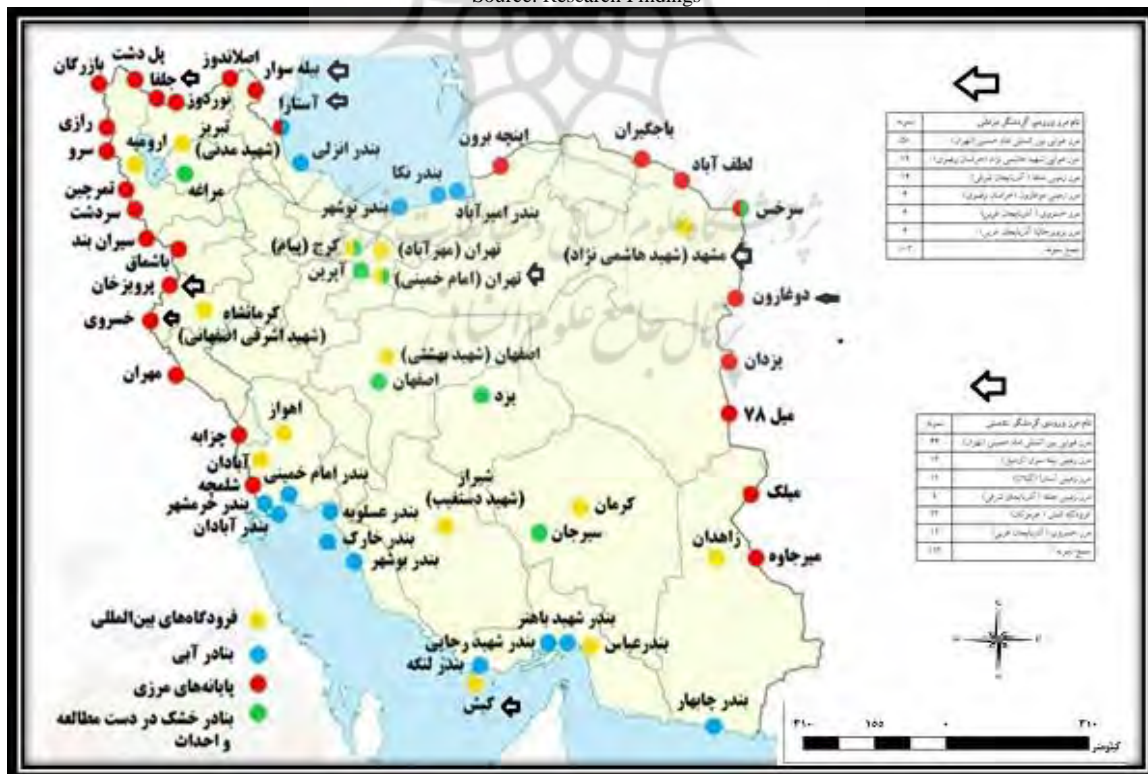 Source: Research Findings
بازرگان
پل دشت
جلفا
نوردوز
اصلاندوز
بیله سوار
آستارا
رازی
سرو
ارومیه
تبریز
(شهید مدنی)
مراغه
تمرچین
سردشت
سیران بند
باشماق
پرویزخان
خسروی
کرمانشاه
(شهید اشرفی اصفهانی)
مهران
چزابه
اهواز
آبادان
شلمچه
بندر خرمشهر
بندر آبادان
بندر امام خمینی
بندر انزلی
بندر نوشهر
بندر نکا
بندر امیرآباد
اینچه برون
باجگیران
لطف آباد
سرخس
مشهد (شهید هاشمی نژاد)
دوغارون
کرج (پیام)
تهران (مهرآباد)
آپرین
تهران (امام خمینی)
اصفهان (شهید بهشتی)
اصفهان
یزد
یزدان
میل ۷۸
میلک
میرجاوه
زاهدان
کرمان
سیرجان
شیراز
(شهید دستغیب)
بندر عسلویه
بندر خارک
بندر بوشهر
بندر شهید باهنر
بندر شهید رجایی
بندرعباس
بندر لنگه
کیش
بندر چابهار
فرودگاه‌های بین‌المللی
بنادر آبی
پایانه‌های مرزی
بنادر خشک در دست مطالعه
و احداث
۳۱۰ ۱۵۵ ۰ ۳۱۰
کیلومتر